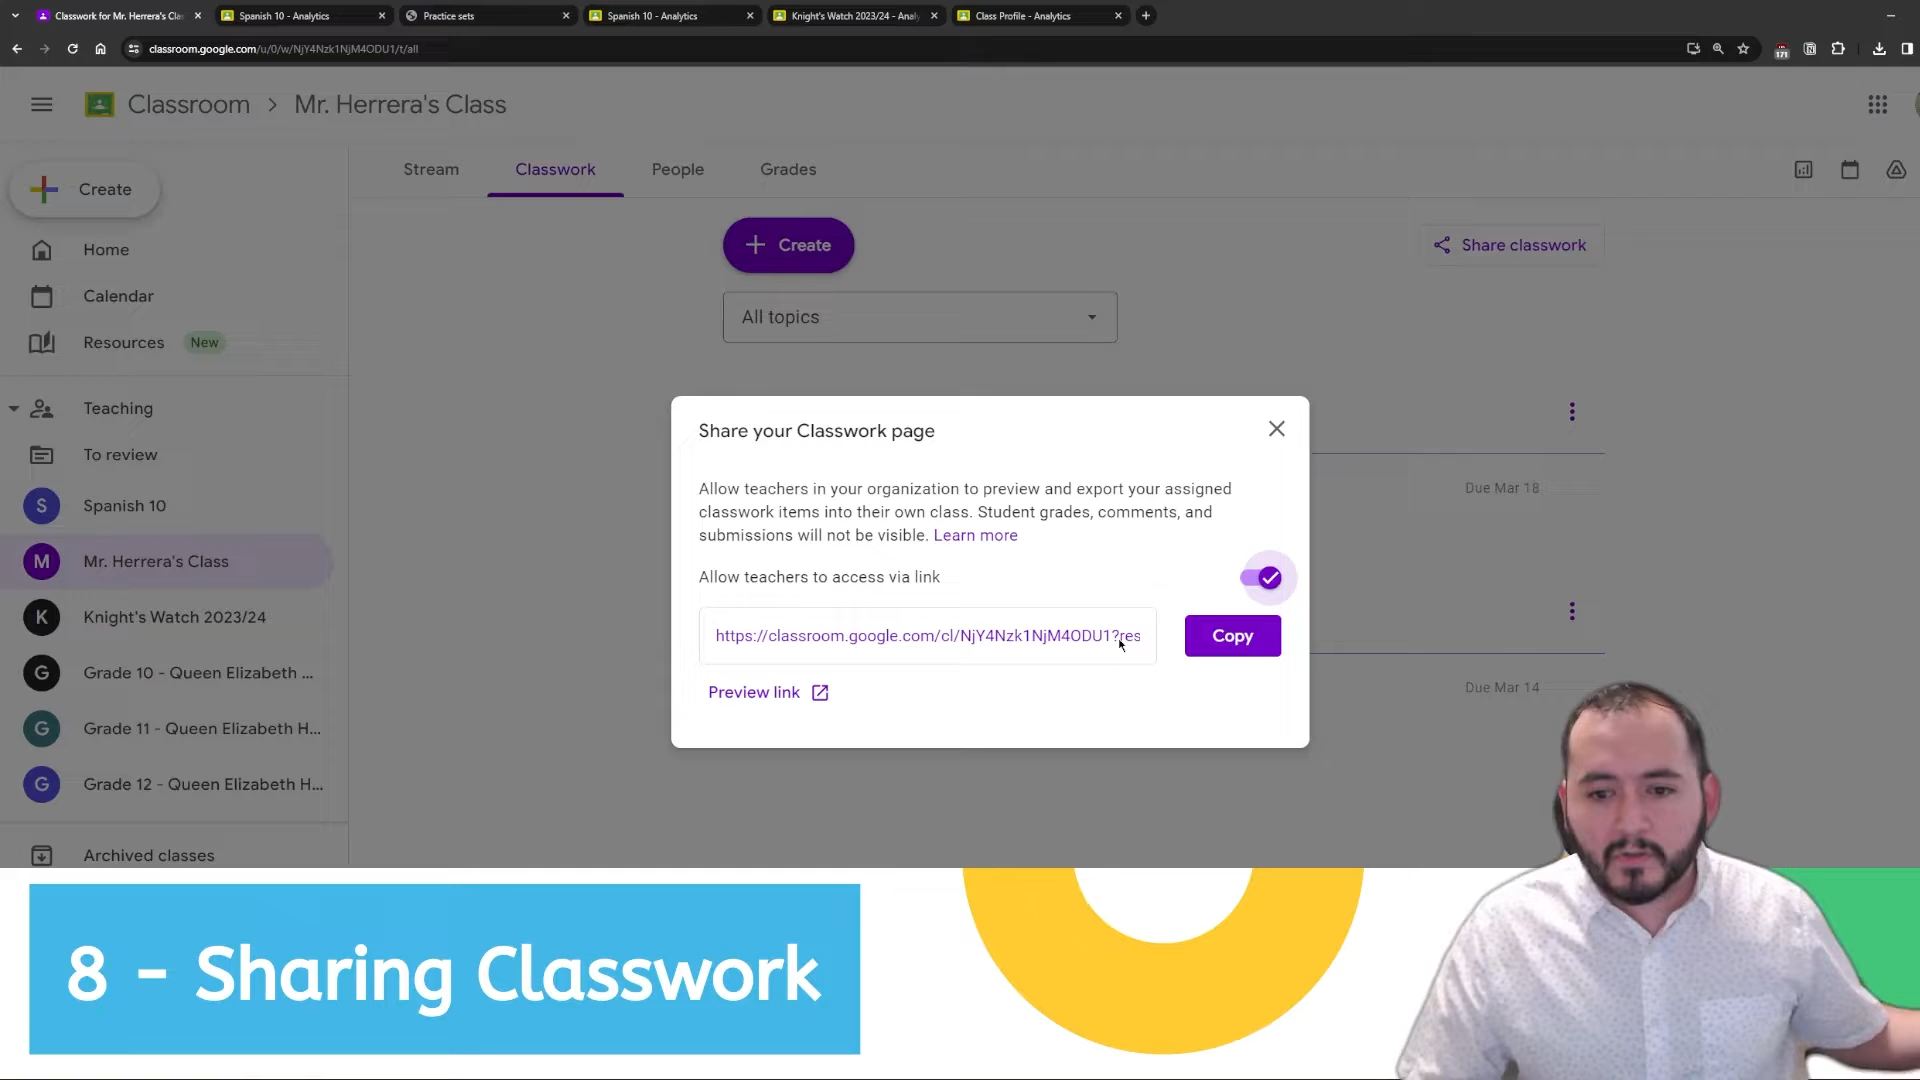 Classwork for Mr. Herrera's Clas
Spanish 10 - Analytics
Practice sets
Spanish 10 - Analytics
Knight's Watch 2023/24 - Anal
Class Profile - Analytics
classroom.google.com/u/0/w/NjY4Nzk1NjM4ODU1/t/all
171
Classroom > Mr. Herrera's Class
Stream
Classwork
People
Grades
Create
Home
Calendar
Resources New
Teaching
To review
S Spanish 10
M Mr. Herrera's Class
K Knight's Watch 2023/24
G Grade 10 - Queen Elizabeth ...
G Grade 11 - Queen Elizabeth H...
G Grade 12 - Queen Elizabeth H...
Archived classes
Create
Share classwork
All topics
Due Mar 18
Due Mar 14
Share your Classwork page
Allow teachers in your organization to preview and export your assigned
classwork items into their own class. Student grades, comments, and
submissions will not be visible. Learn more
Allow teachers to access via link
https://classroom.google.com/cl/NjY4Nzk1NjM4ODU1?res
Copy
Preview link
8 - Sharing Classwork